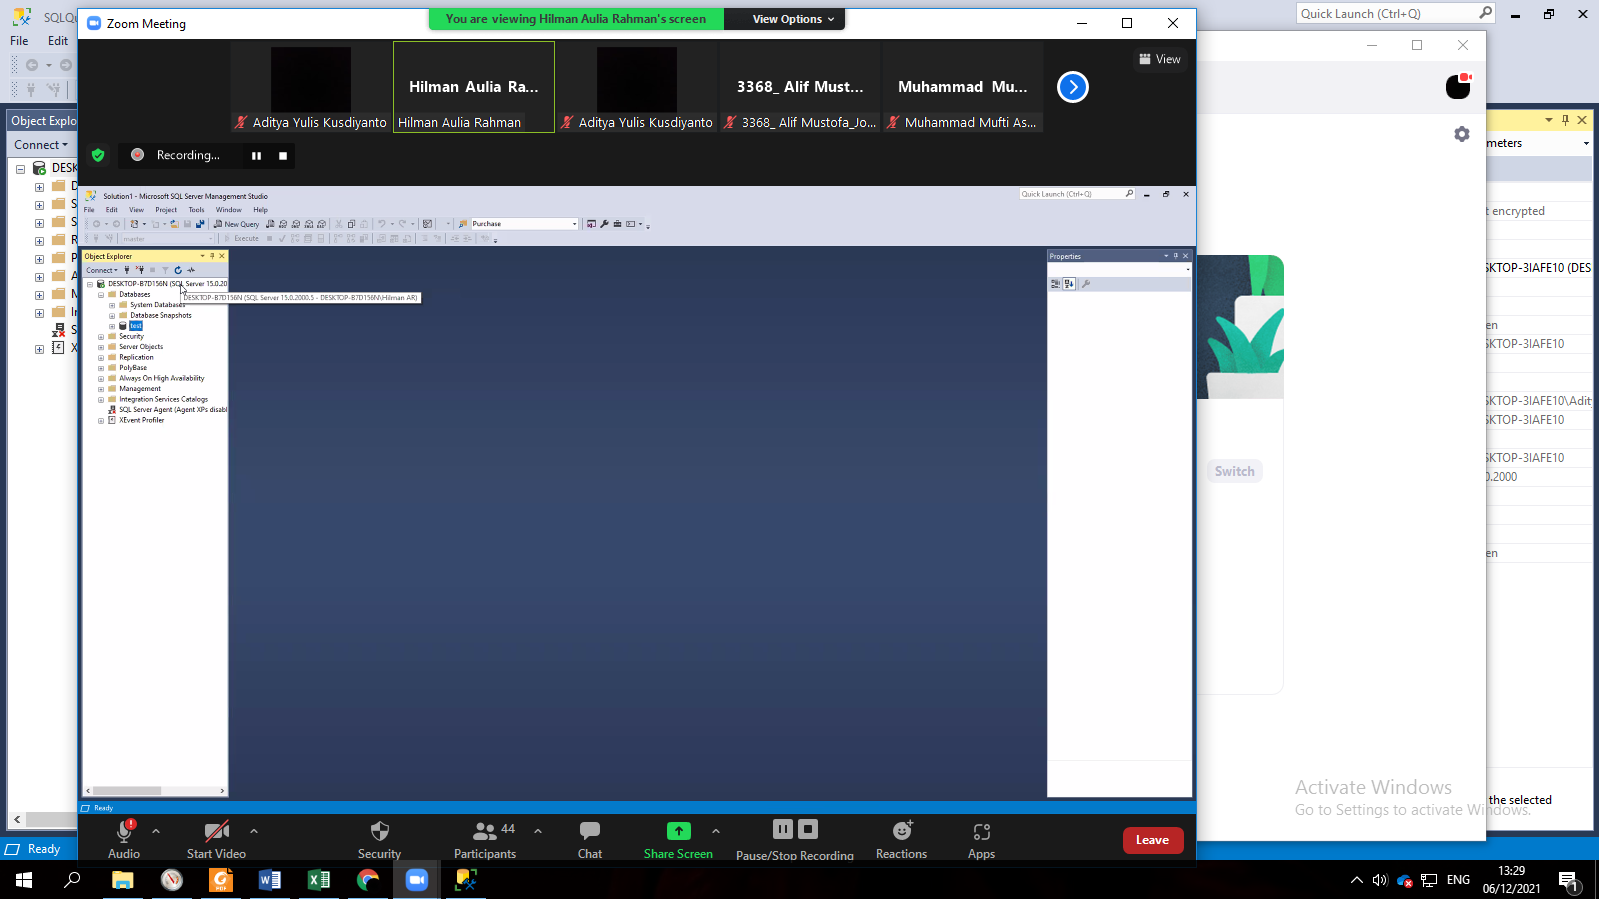 SQLQu
Quick Launch (Ctrl+Q)
File Edit
Zoom Meeting
You are viewing Hilman Aulia Rahman's screen
View Options
View
Hilman Aulia Ra...
3368_ Alif Must...
Muhammad Mu...
Aditya Yulis Kusdiyanto
Hilman Aulia Rahman
Aditya Yulis Kusdiyanto
3368_ Alif Mustofa_Jo...
Muhammad Mufti As...
Recording...
Object Explo
Connect
DESK
D
S
S
R
P
A
M
In
S
X
Ready
Solution1 - Microsoft SQL Server Management Studio
Quick Launch (Ctrl+Q)
File Edit View Project Tools Window Help
New Query
Purchase
master
Execute
Object Explorer
Connect
DESKTOP-B7D156N (SQL Server 15.0.20
DESKTOP-B7D156N (SQL Server 15.0.2000.5 - DESKTOP-B7D156N\Hilman AR)
Databases
System Databases
Database Snapshots
test
Security
Server Objects
Replication
PolyBase
Always On High Availability
Management
Integration Services Catalogs
SQL Server Agent (Agent XPs disabl
XEvent Profiler
Properties
Ready
meters
t encrypted
SKTOP-3IAFE10 (DES
en
SKTOP-3IAFE10
SKTOP-3IAFE10\Adit
SKTOP-3IAFE10
SKTOP-3IAFE10
0.2000
en
Switch
Activate Windows
Go to Settings to activate Windows.
the selected
Audio
Start Video
Security
44
Participants
Chat
Share Screen
Pause/Stop Recording
Reactions
Apps
Leave
PDF
ENG
13:29
06/12/2021
1